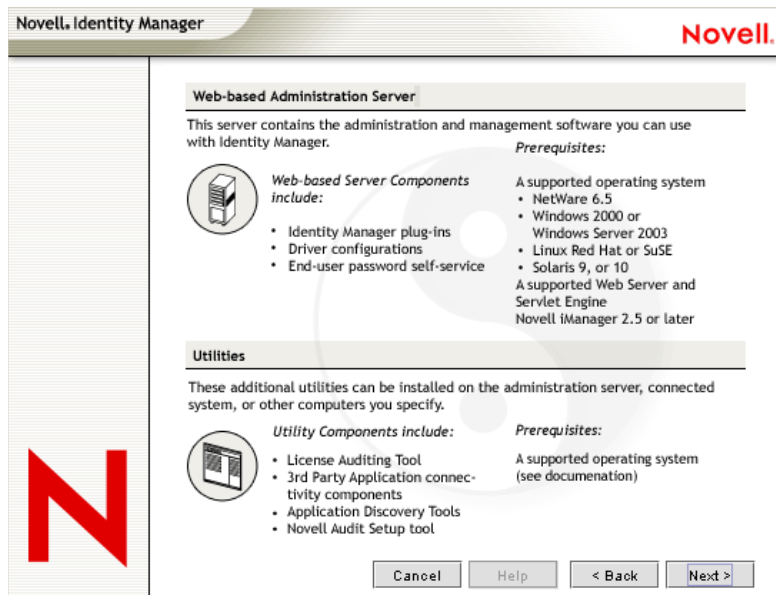 Novell. Identity Manager
Novell.
Web-based Administration Server
This server contains the administration and management software you can use
with Identity Manager.
Web-based Server Components
include:
• Identity Manager plug-ins
• Driver configurations
• End-user password self-service
Prerequisites:
A supported operating system
• NetWare 6.5
• Windows 2000 or
Windows Server 2003
• Linux Red Hat or SuSE
• Solaris 9, or 10
A supported Web Server and
Servlet Engine
Novell iManager 2.5 or later
Utilities
These additional utilities can be installed on the administration server, connected
system, or other computers you specify.
Utility Components include:
• License Auditing Tool
• 3rd Party Application connec-
tivity components
• Application Discovery Tools
• Novell Audit Setup tool
Prerequisites:
A supported operating system
(see documenation)
N
Cancel
Help
< Back
Next >